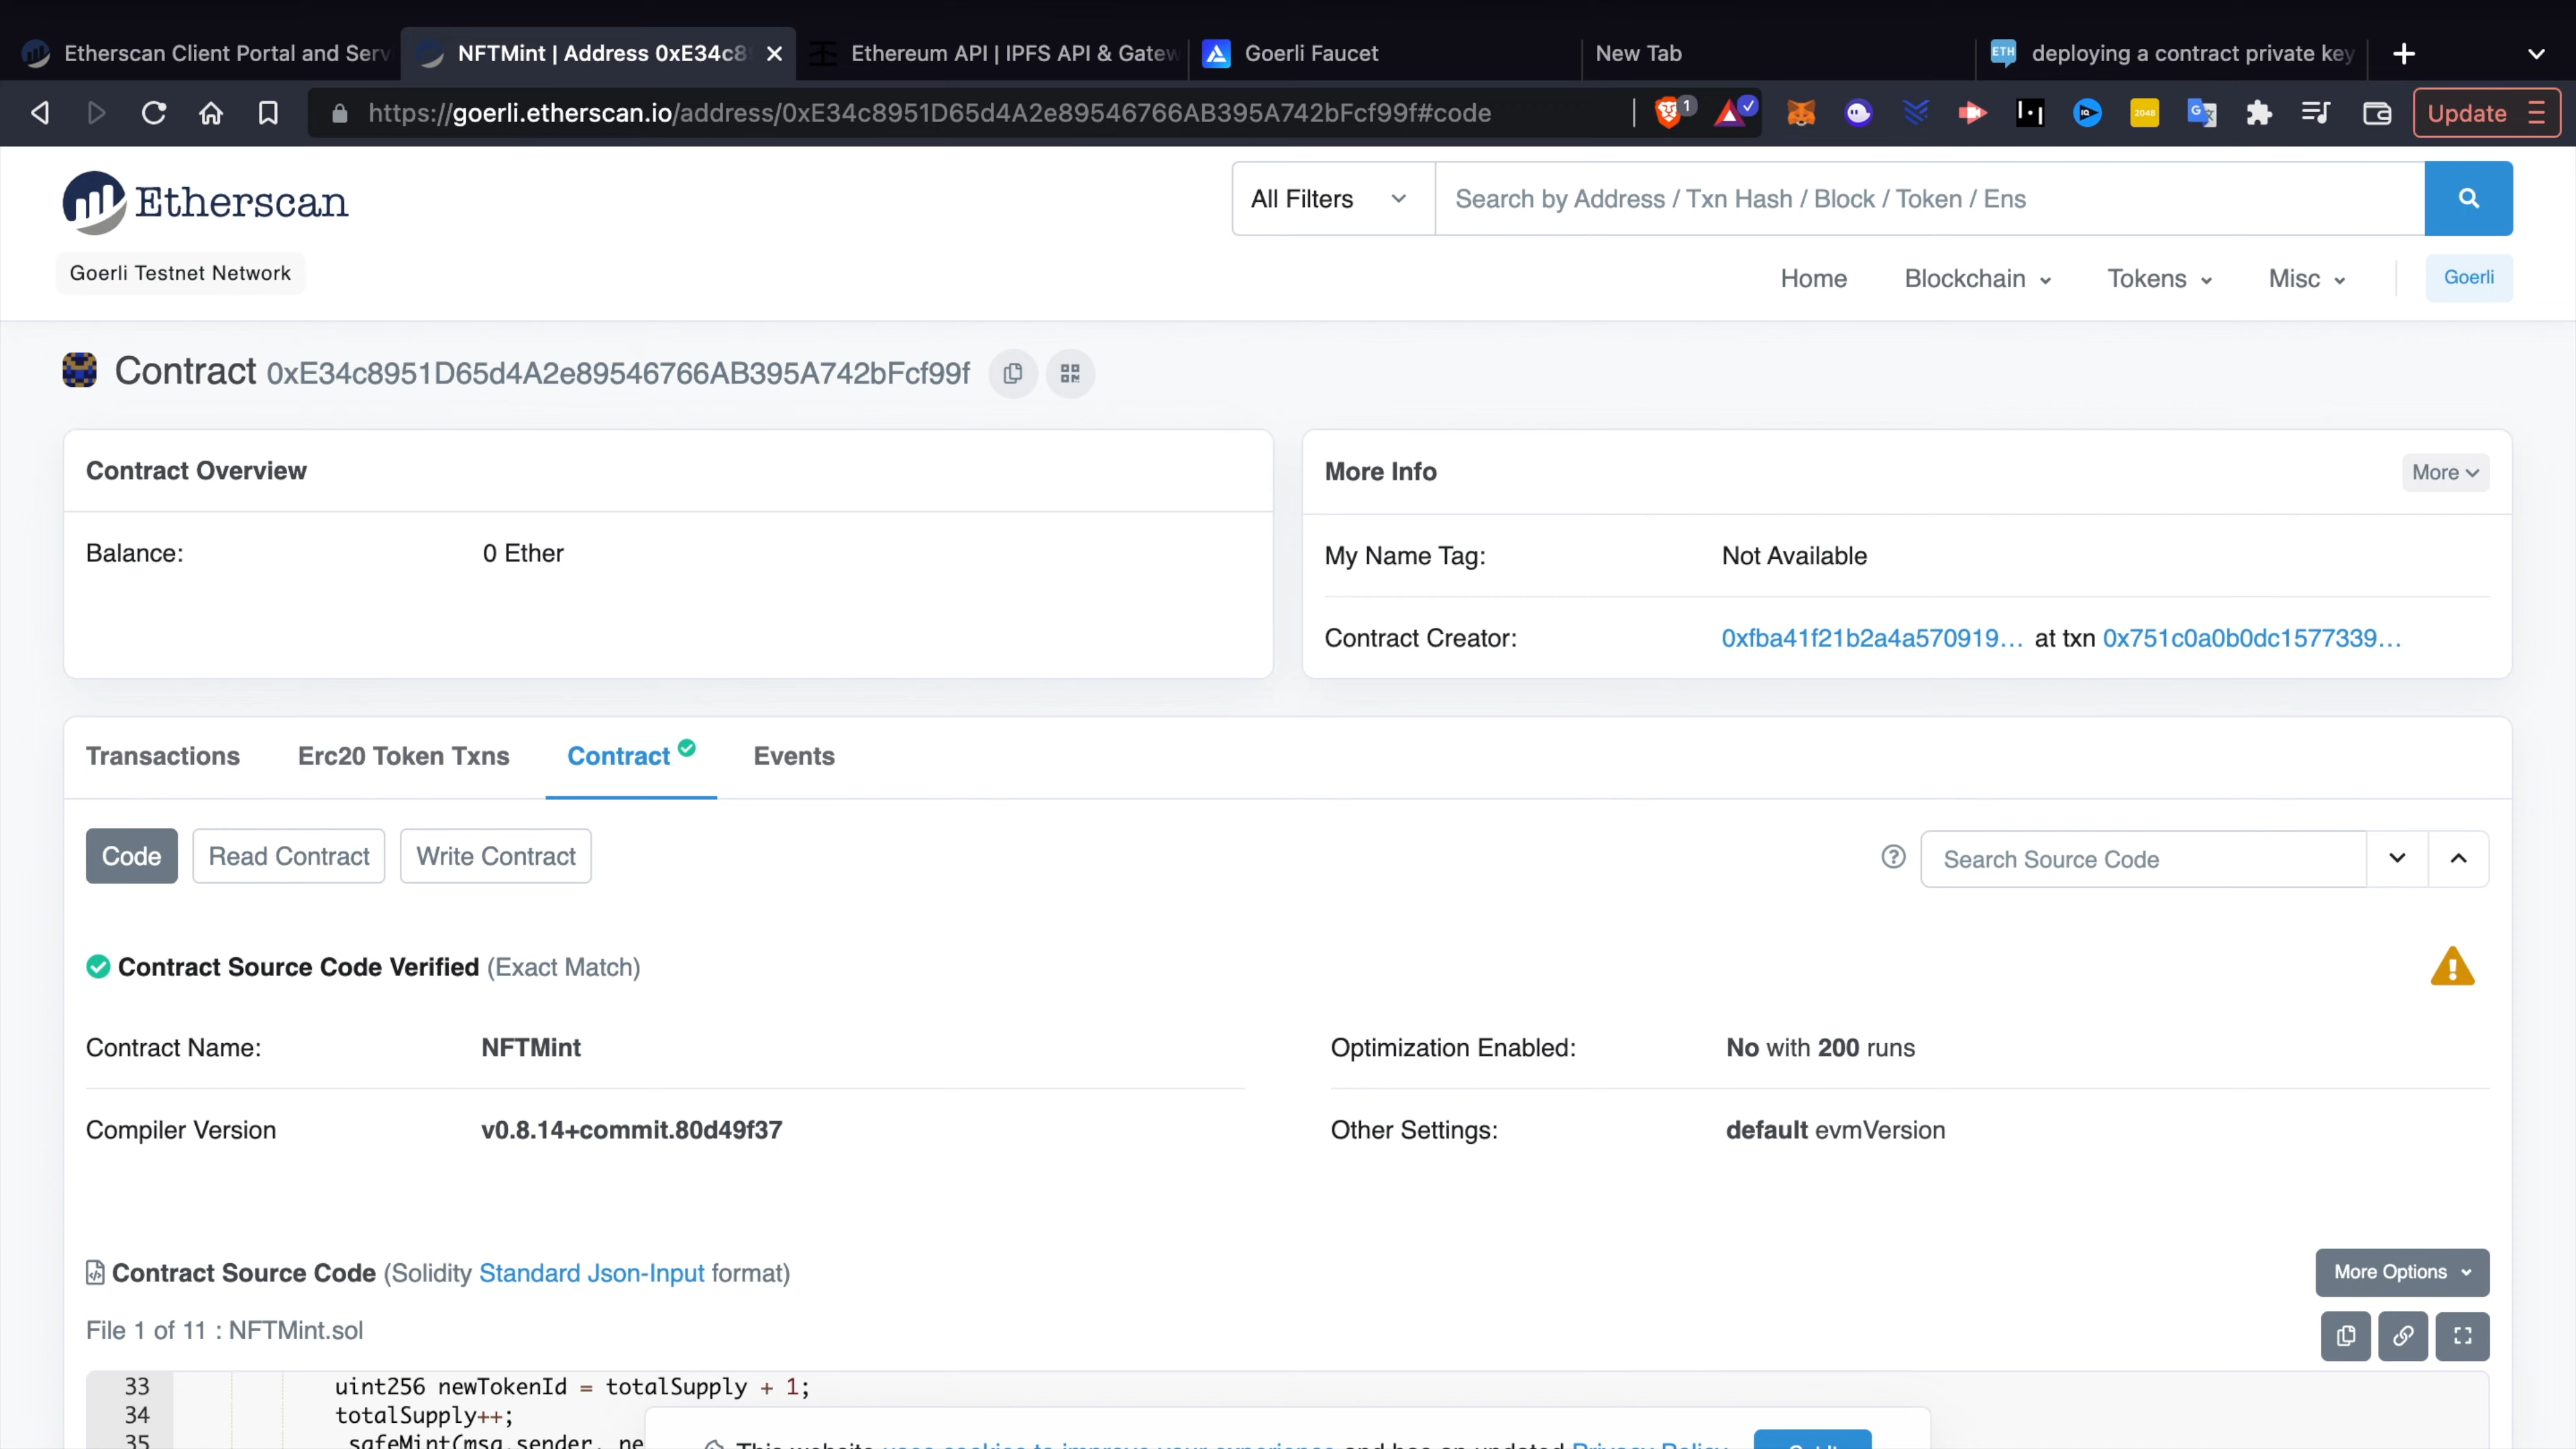 Etherscan Client Portal and Serv
NFTMint | Address 0xE34c8
Ethereum API | IPFS API & Gatew
Goerli Faucet
New Tab
ETH deploying a contract private key
https://goerli.etherscan.io/address/0xE34c8951D65d4A2e89546766AB395A742bFcf99f#code
1
2048
Update
Etherscan
All Filters
Search by Address / Txn Hash / Block / Token / Ens
Goerli Testnet Network
Home
Blockchain
Tokens
Misc
Goerli
Contract 0xE34c8951D65d4A2e89546766AB395A742bFcf99f
Contract Overview
Balance: 0 Ether
More Info
More
My Name Tag: Not Available
Contract Creator: 0xfba41f21b2a4a570919... at txn 0x751c0a0b0dc1577339...
Transactions
Erc20 Token Txns
Contract
Events
Code
Read Contract
Write Contract
Search Source Code
Contract Source Code Verified (Exact Match)
Contract Name: NFTMint
Optimization Enabled: No with 200 runs
Compiler Version v0.8.14+commit.80d49f37
Other Settings: default evmVersion
Contract Source Code (Solidity Standard Json-Input format)
More Options
File 1 of 11 : NFTMint.sol
33 uint256 newTokenId = totalSupply + 1;
34 totalSupply++;
35 safeMint(msg.sender, ne
This website uses cookies to improve your experience and has an updated Privacy Policy